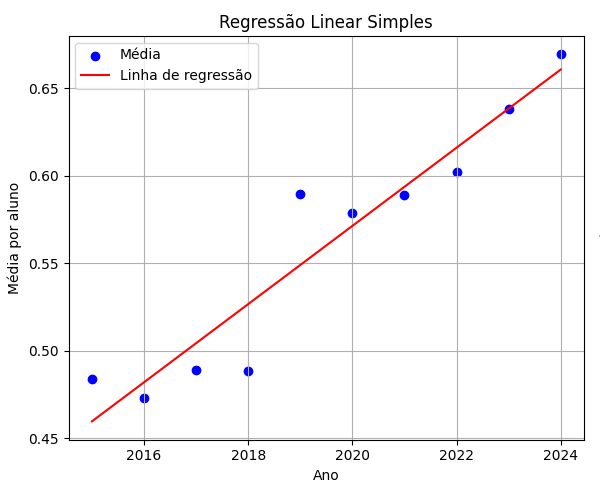 Regressão Linear Simples
Média
Linha de regressão
Média por aluno
0.65
0.60
0.55
0.50
0.45
2016
2018
2020
2022
2024
Ano